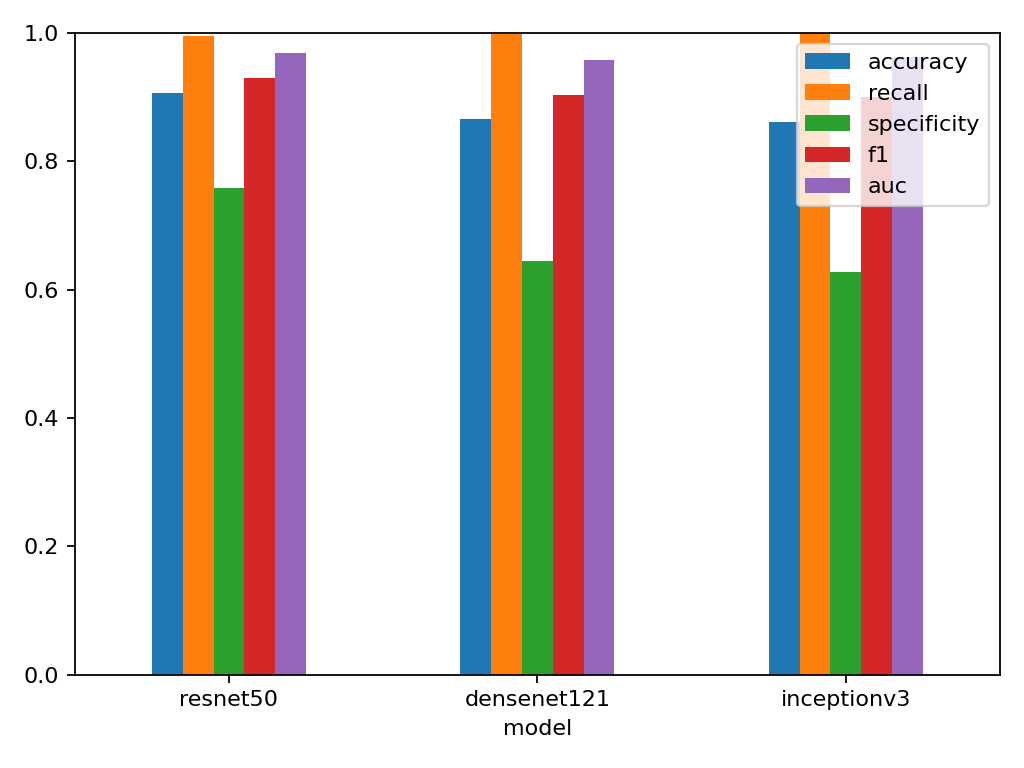 1.0
0.8
0.6
0.4
0.2
0.0
accuracy
recall
specificity
f1
auc
resnet50
densenet121
inceptionv3
model